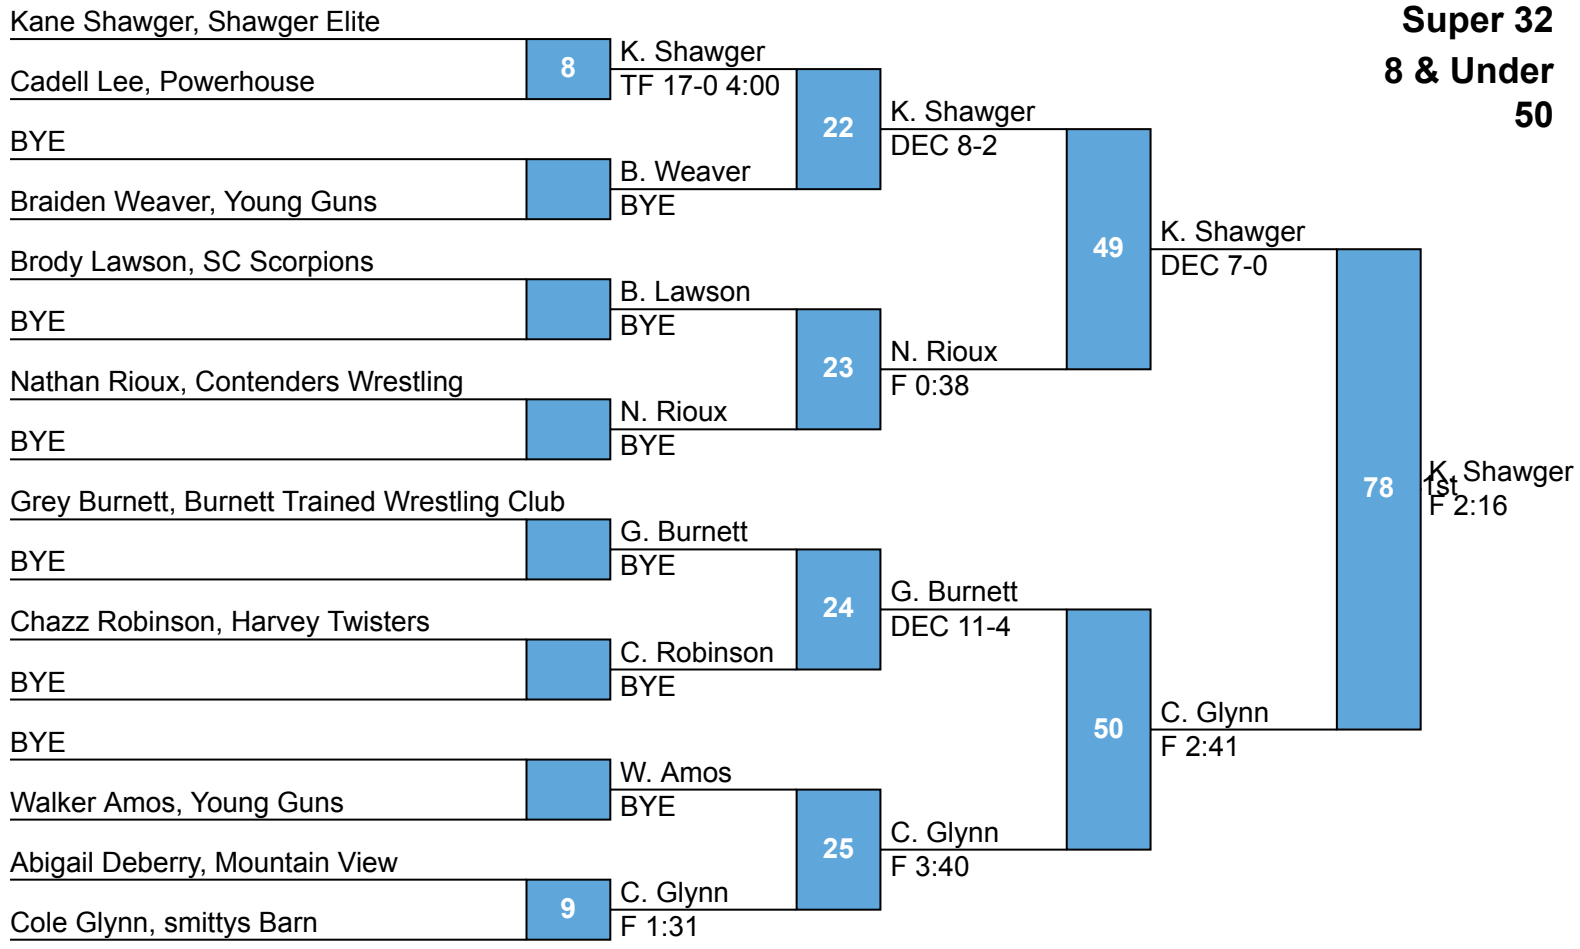 Super 32
8 & Under
50
Kane Shawger, Shawger Elite
8
Cadell Lee, Powerhouse
BYE
Braiden Weaver, Young Guns
Brody Lawson, SC Scorpions
BYE
Nathan Rioux, Contenders Wrestling
BYE
Grey Burnett, Burnett Trained Wrestling Club
BYE
Chazz Robinson, Harvey Twisters
BYE
BYE
Walker Amos, Young Guns
Abigail Deberry, Mountain View
9
Cole Glynn, smittys Barn
K. Shawger
TF 17-0 4:00
22
B. Weaver
BYE
B. Lawson
BYE
23
N. Rioux
BYE
G. Burnett
BYE
24
C. Robinson
BYE
W. Amos
BYE
25
C. Glynn
F 1:31
K. Shawger
DEC 8-2
49
N. Rioux
F 0:38
G. Burnett
DEC 11-4
50
C. Glynn
F 3:40
K. Shawger
DEC 7-0
78
C. Glynn
F 2:41
K. Shawger
1st
F 2:16